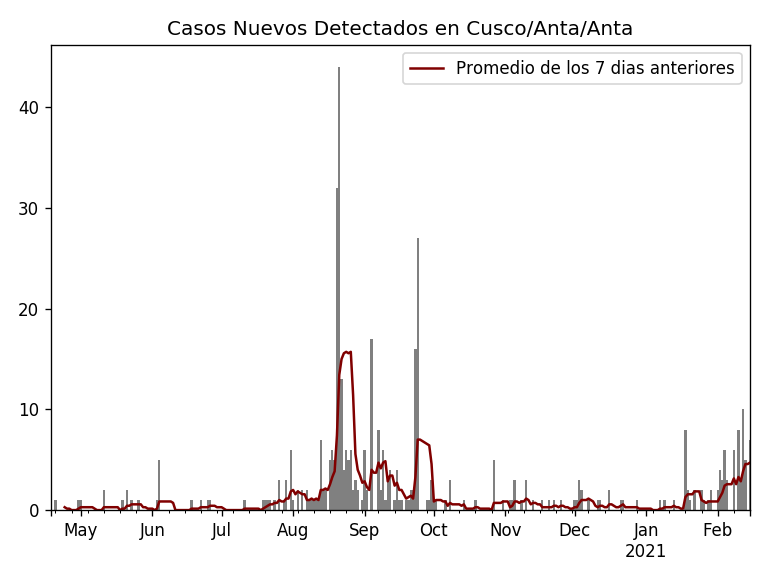 Casos Nuevos Detectados en Cusco/Anta/Anta
Promedio de los 7 dias anteriores
40
30
20
10
0
May Jun Jul Aug Sep Oct Nov Dec Jan Feb
2021